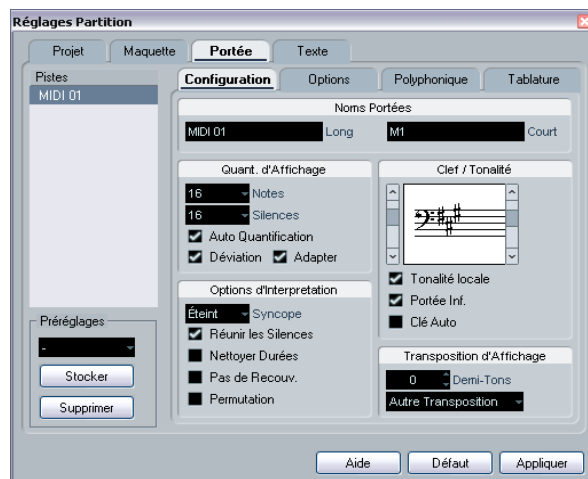 Réglages Partition
Projet Maquette Portée Texte
Pistes
MIDI 01
Configuration Options Polyphonique Tablature
Noms Portées
MIDI 01 Long M1 Court
Quant. d'Affichage
16 Notes
16 Silences
Auto Quantification
Déviation Adapter
Clef / Tonalité
Tonalité locale
Portée Inf.
Clé Auto
Options d'Interpretation
Éteint Syncope
Réunir les Silences
Nettoyer Durées
Pas de Recouv.
Permutation
Transposition d'Affichage
0 Demi-Tons
Autre Transposition
Préréglages
-
Stocker
Supprimer
Aide Défaut Appliquer